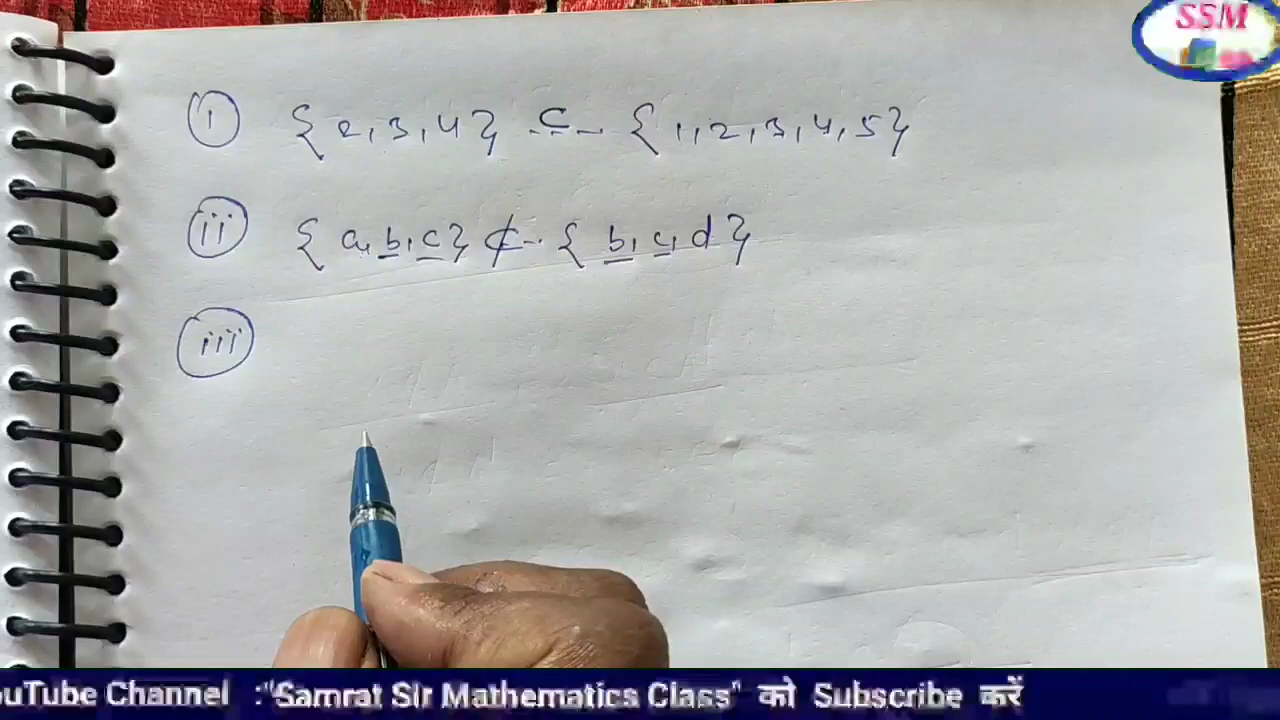 SSM
(i) {2, 3, 4} ⊂ {1, 2, 3, 4, 5}
(ii) {a, b, c} ⊄ {b, c, d}
(iii)
ouTube Channel :"Samrat Sir Mathematics Class" को Subscribe करें